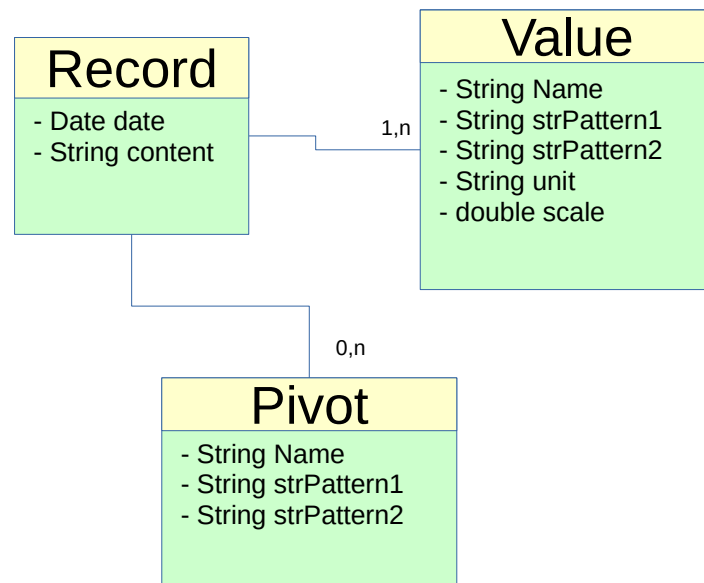 Record
- Date date
- String content
1,n
Value
- String Name
- String strPattern1
- String strPattern2
- String unit
- double scale
0,n
Pivot
- String Name
- String strPattern1
- String strPattern2